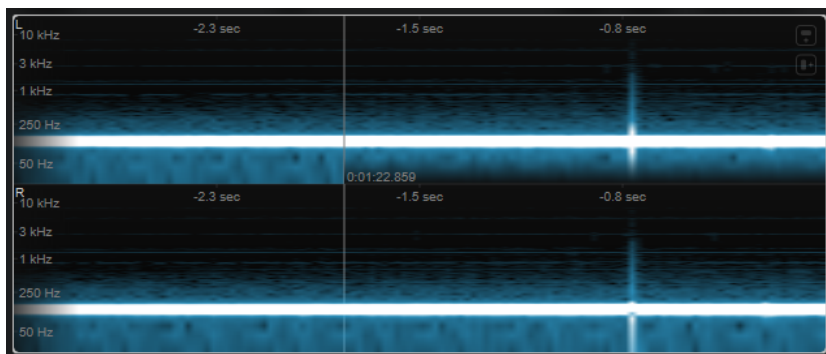 L
-2.3 sec
-1.5 sec
-0.8 sec
10 kHz
3 kHz
1 kHz
250 Hz
50 Hz
0:01:22.859
R
-2.3 sec
-1.5 sec
-0.8 sec
10 kHz
3 kHz
1 kHz
250 Hz
50 Hz